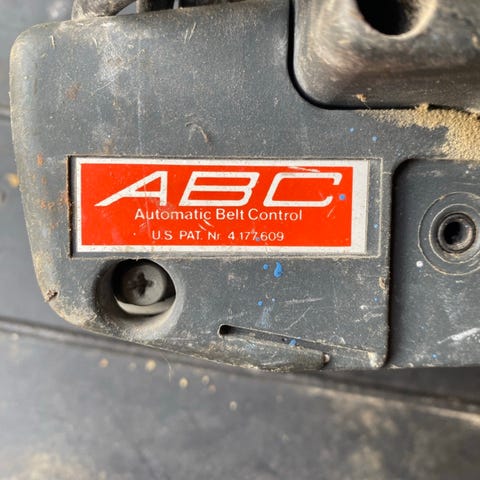 ABC
Automatic Belt Control
U.S PAT. Nr. 4 177,609